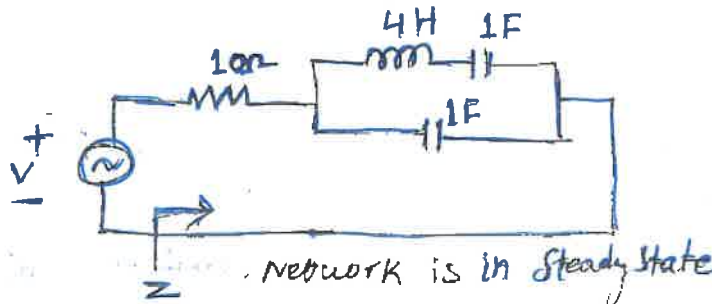 4H
1F
10Ω
1F
+
V
-
Z
. Network is in Steady State